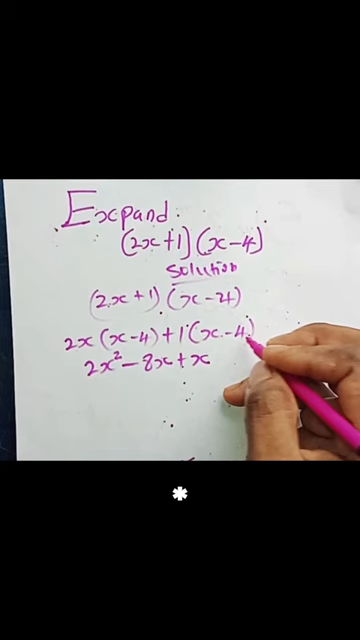 Expand
(2x+1)(x-4)
Solution
(2x+1)(x-4)
2x(x-4)+1(x-4)
2x²-8x+x